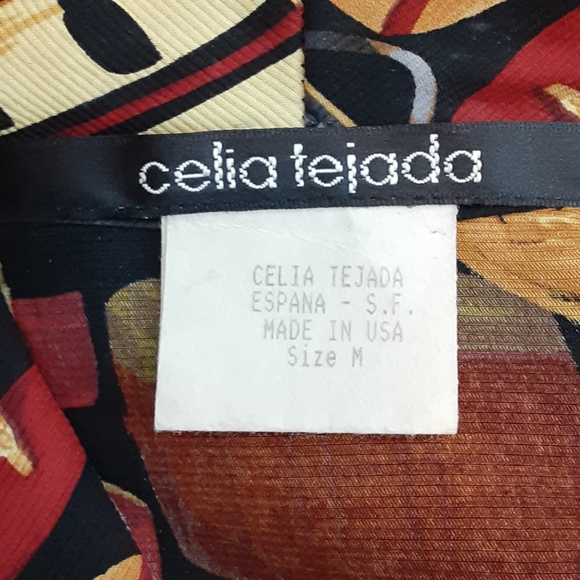 celia tejada
CELIA TEJADA
ESPANA - S.F.
MADE IN USA
Size M